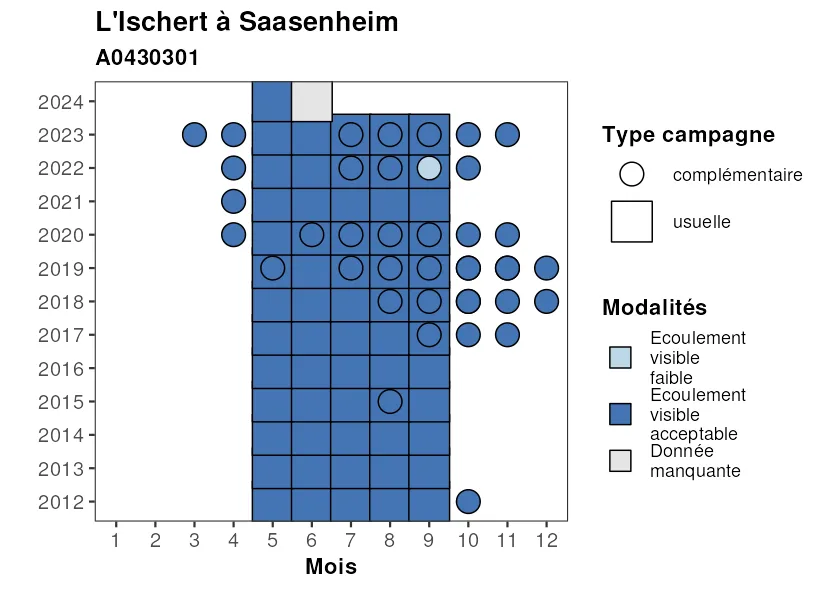 L'Ischert à Saasenheim
A0430301
2024
2023
2022
2021
2020
2019
2018
2017
2016
2015
2014
2013
2012
1 2 3 4 5 6 7 8 9 10 11 12
Mois
Type campagne
complémentaire
usuelle
Modalités
Ecoulement
visible
faible
Ecoulement
visible
acceptable
Donnée
manquante